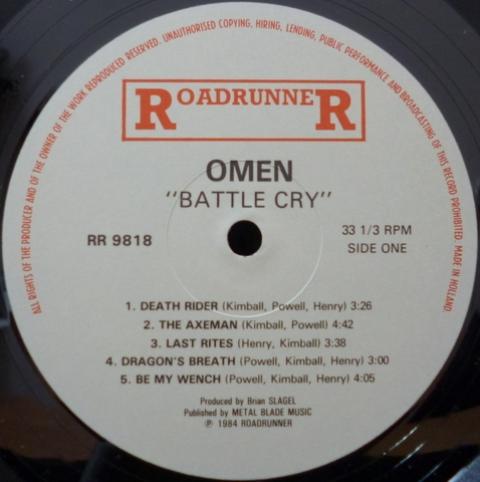 ALL RIGHTS OF THE PRODUCER AND OF THE OWNER OF THE WORK REPRODUCED RESERVED. UNAUTHORISED COPYING, HIRING, LENDING, PUBLIC PERFORMANCE AND BROADCASTING OF THIS RECORD PROHIBITED. MADE IN HOLLAND.
ROADRUNNER
OMEN
"BATTLE CRY"
RR 9818
33 1/3 RPM
SIDE ONE
1. DEATH RIDER (Kimball, Powell, Henry) 3:26
2. THE AXEMAN (Kimball, Powell) 4:42
3. LAST RITES (Henry, Kimball) 3:38
4. DRAGON'S BREATH (Powell, Kimball, Henry) 3:00
5. BE MY WENCH (Powell, Kimball, Henry) 4:05
Produced by Brian SLAGEL
Published by METAL BLADE MUSIC
℗ 1984 ROADRUNNER